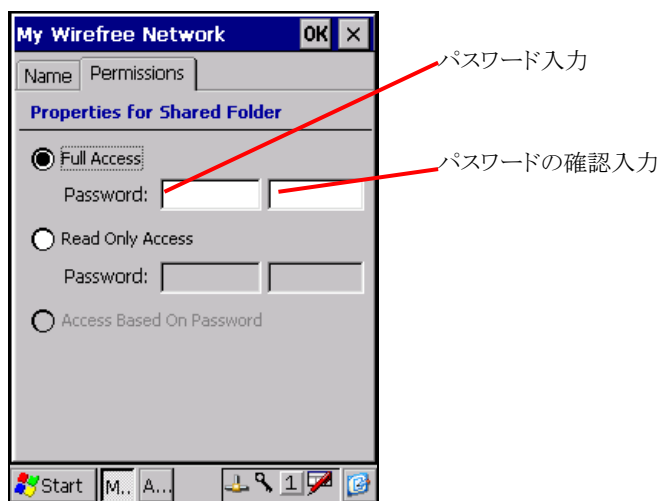 My Wirefree Network OK ×
パスワード入力
Name Permissions
Properties for Shared Folder
Full Access
パスワードの確認入力
Password:
Read Only Access
Password:
Access Based On Password
Start M.. A... 1